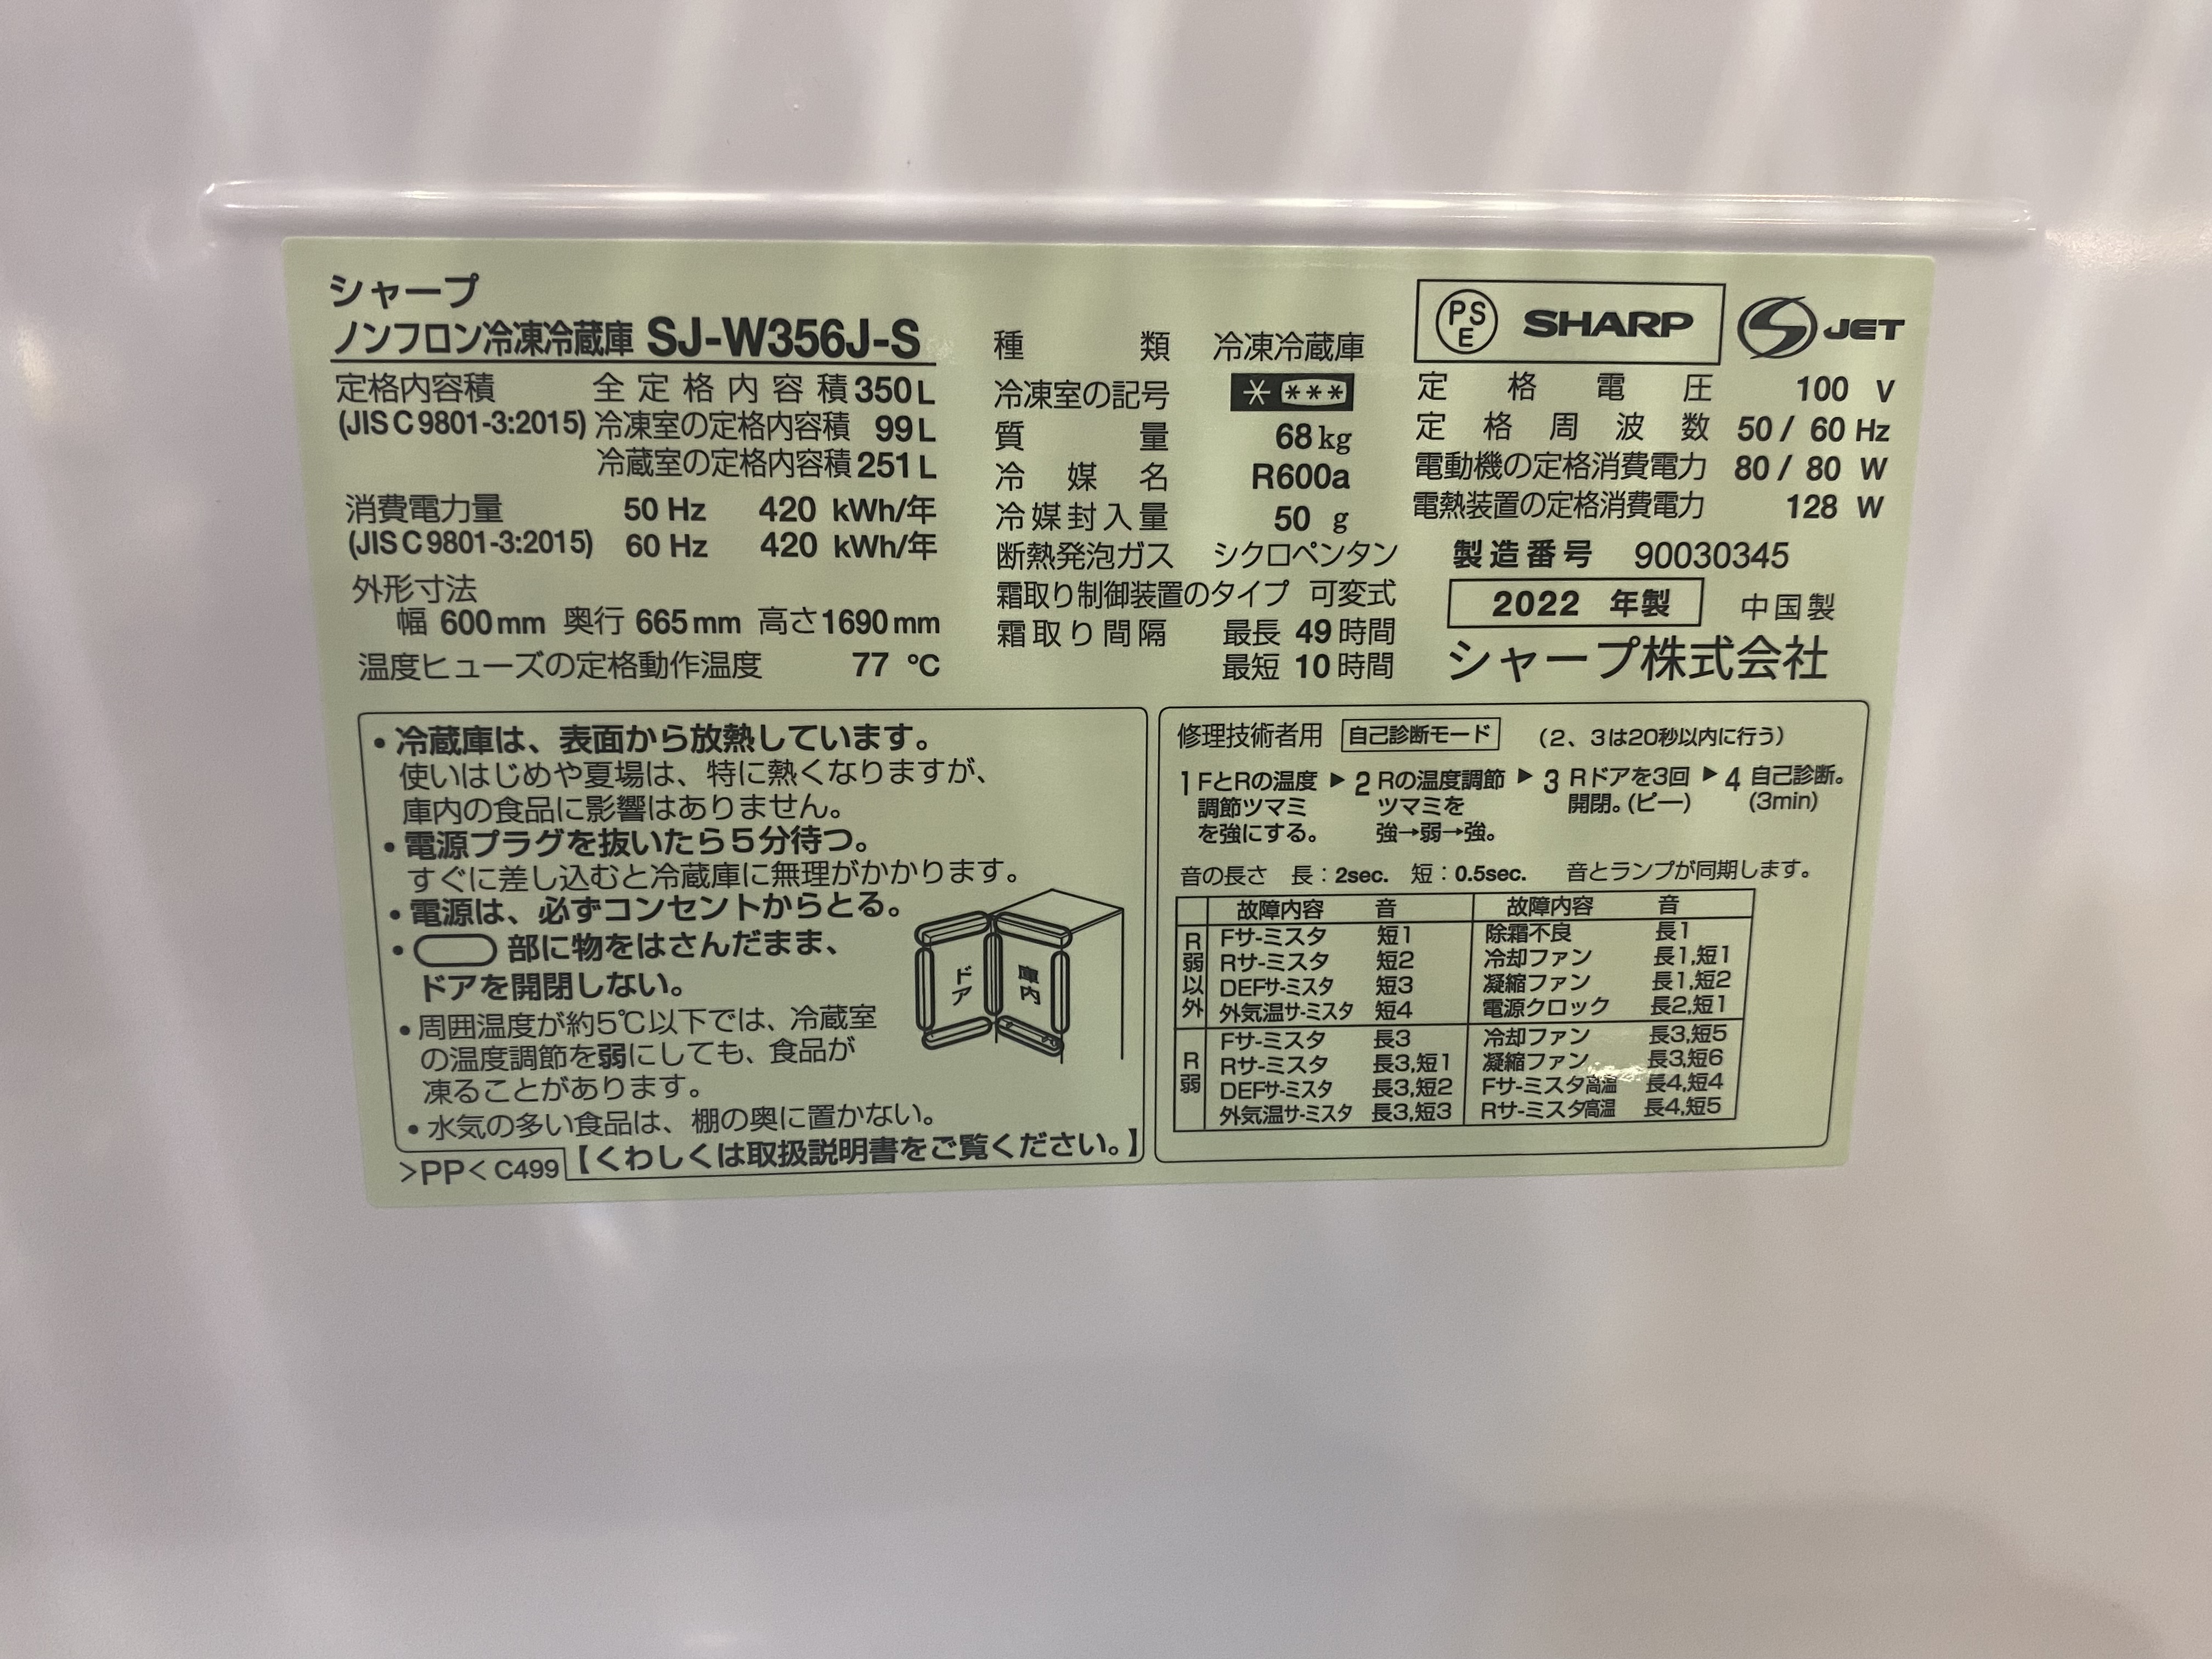 シャープ
ノンフロン冷凍冷蔵庫 SJ-W356J-S
定格内容積 全定格内容積 350L
(JIS C 9801-3:2015) 冷凍室の定格内容積 99L
冷蔵室の定格内容積 251L
消費電力量 50 Hz 420 kWh/年
(JIS C 9801-3:2015) 60 Hz 420 kWh/年
外形寸法
幅 600mm 奥行 665mm 高さ1690mm
温度ヒューズの定格動作温度 77 ℃
種類 冷凍冷蔵庫
冷凍室の記号 * ***
質量 68kg
冷媒名 R600a
冷媒封入量 50 g
断熱発泡ガス シクロペンタン
霜取り制御装置のタイプ 可変式
霜取り間隔 最長 49時間
最短 10時間
PSE SHARP S JET
定格電圧 100 V
定格周波数 50 / 60 Hz
電動機の定格消費電力 80 / 80 W
電熱装置の定格消費電力 128 W
製造番号 90030345
2022 年製 中国製
シャープ株式会社
・冷蔵庫は、表面から放熱しています。
使いはじめや夏場は、特に熱くなりますが、
庫内の食品に影響はありません。
・電源プラグを抜いたら5分待つ。
すぐに差し込むと冷蔵庫に無理がかかります。
・電源は、必ずコンセントからとる。
・部に物をはさんだまま、
ドアを開閉しない。
・周囲温度が約5℃以下では、冷蔵室
の温度調節を弱にしても、食品が
凍ることがあります。
・水気の多い食品は、棚の奥に置かない。
【くわしくは取扱説明書をご覧ください。】
>PP< C499
ドア 庫内
修理技術者用 自己診断モード (2、3は20秒以内に行う)
1 FとRの温度 ▶ 2 Rの温度調節 ▶ 3 Rドアを3回 ▶ 4 自己診断。
調節ツマミ ツマミを 開閉。(ピー) (3min)
を強にする。 強→弱→強。
音の長さ 長：2sec. 短：0.5sec. 音とランプが同期します。
故障内容 音 故障内容 音
R弱以外 Fサ-ミスタ 短1 除霜不良 長1
Rサ-ミスタ 短2 冷却ファン 長1,短1
DEFサ-ミスタ 短3 凝縮ファン 長1,短2
外気温サ-ミスタ 短4 電源クロック 長2,短1
R弱 Fサ-ミスタ 長3 冷却ファン 長3,短5
Rサ-ミスタ 長3,短1 凝縮ファン 長3,短6
DEFサ-ミスタ 長3,短2 Fサ-ミスタ高温 長4,短4
外気温サ-ミスタ 長3,短3 Rサ-ミスタ高温 長4,短5